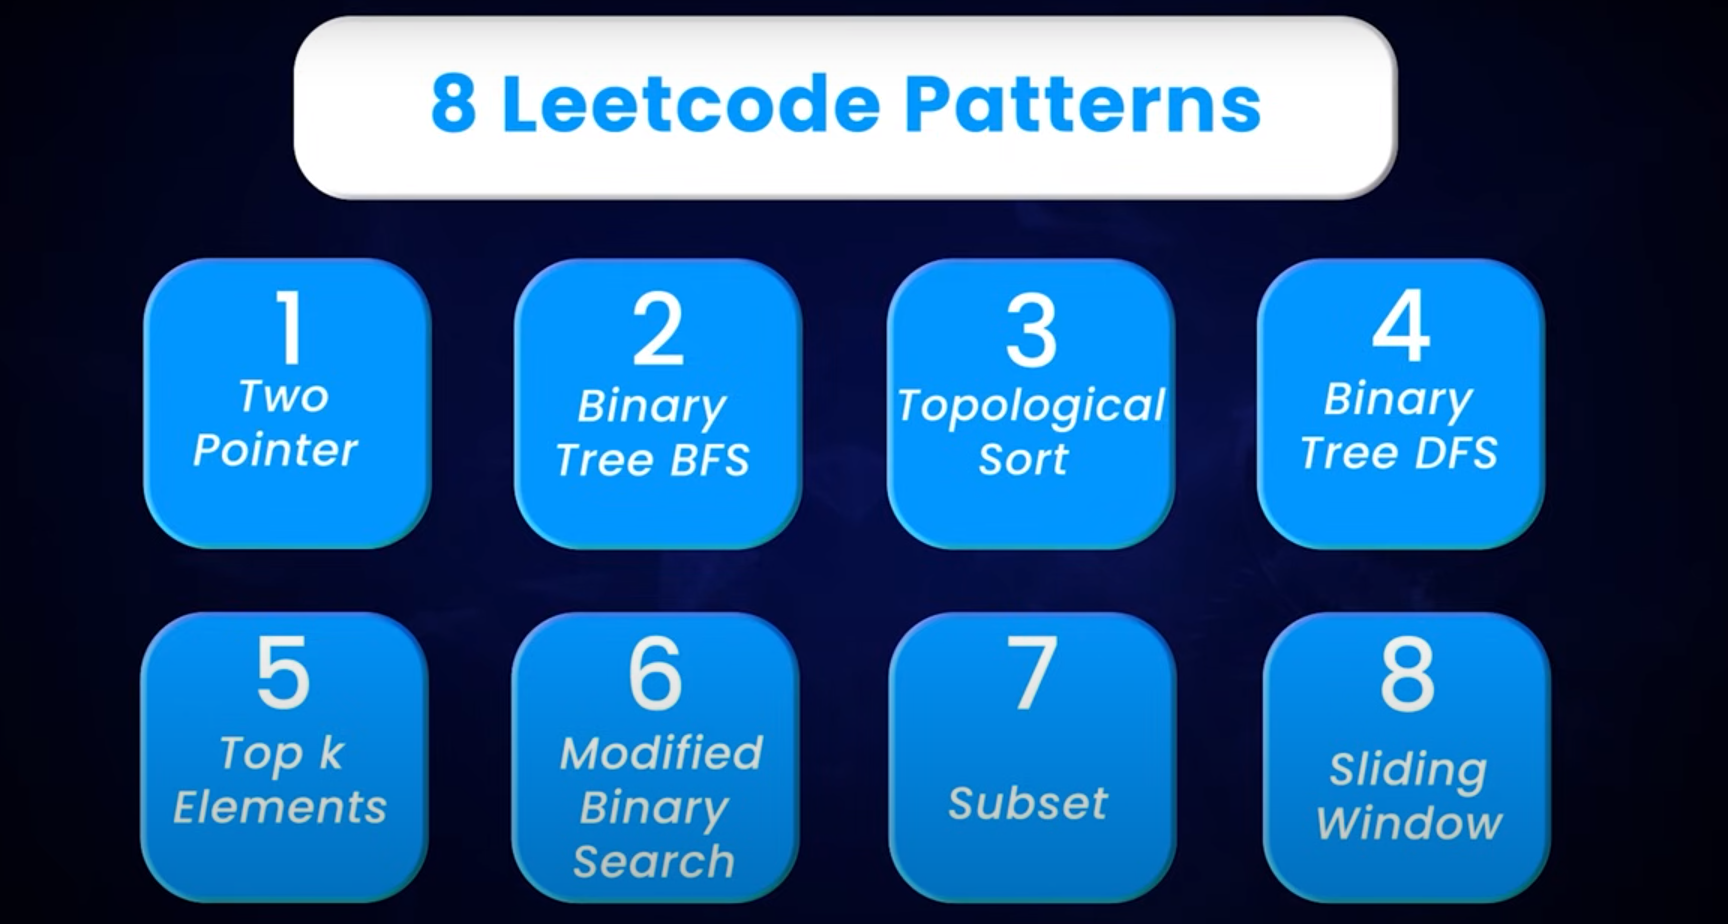 8 Leetcode Patterns
1
Two
Pointer
2
Binary
Tree BFS
3
Topological
Sort
4
Binary
Tree DFS
5
Top k
Elements
6
Modified
Binary
Search
7
Subset
8
Sliding
Window